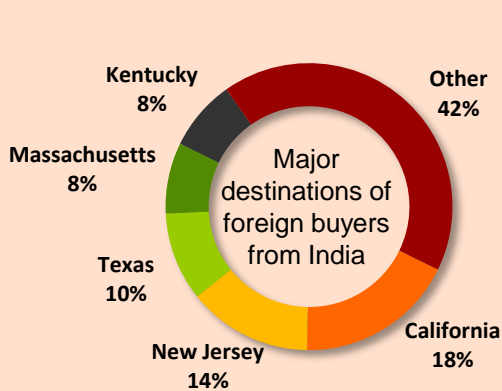 Kentucky
8%
Other
42%
Massachusetts
8%
Major
destinations of
foreign buyers
from India
Texas
10%
California
18%
New Jersey
14%